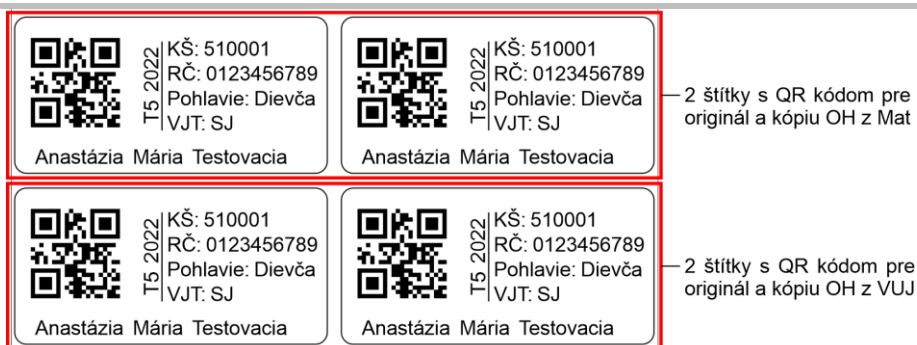 T5 2022
KŠ: 510001
RČ: 0123456789
Pohlavie: Dievča
VJT: SJ
Anastázia Mária Testovacia
T5 2022
KŠ: 510001
RČ: 0123456789
Pohlavie: Dievča
VJT: SJ
Anastázia Mária Testovacia
2 štítky s QR kódom pre
originál a kópiu OH z Mat
T5 2022
KŠ: 510001
RČ: 0123456789
Pohlavie: Dievča
VJT: SJ
Anastázia Mária Testovacia
T5 2022
KŠ: 510001
RČ: 0123456789
Pohlavie: Dievča
VJT: SJ
Anastázia Mária Testovacia
2 štítky s QR kódom pre
originál a kópiu OH z VUJ